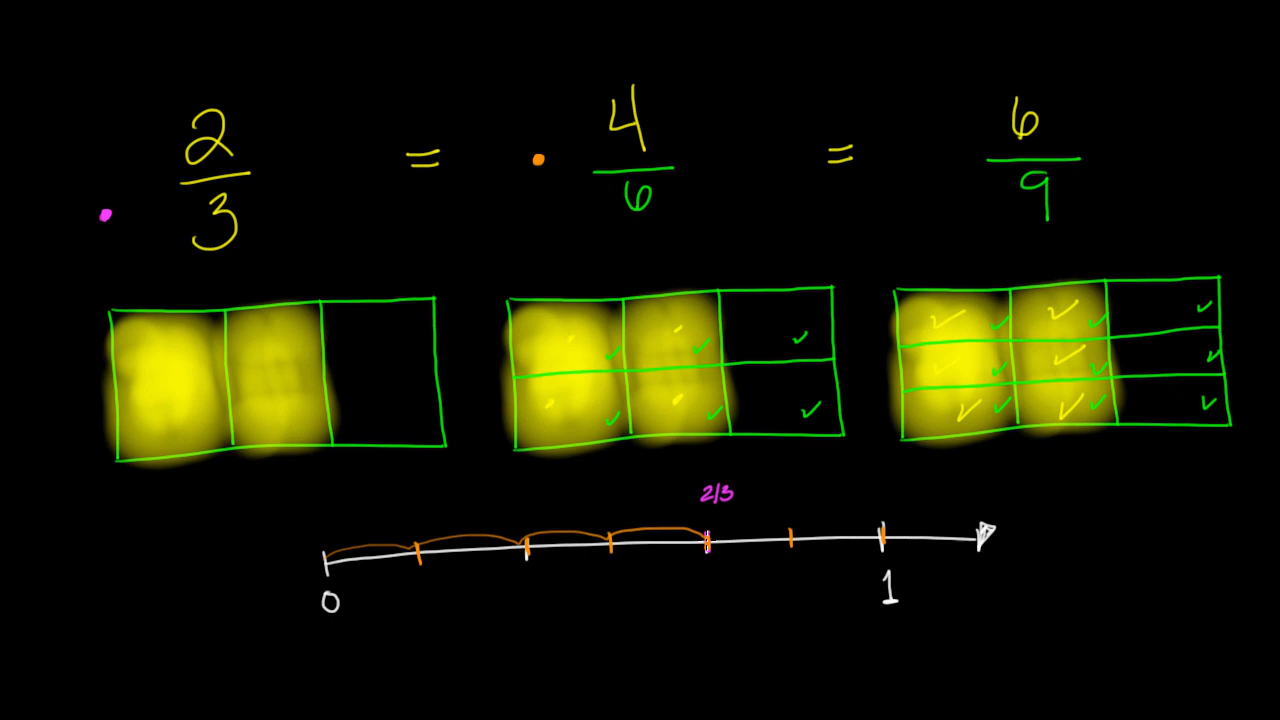 2/3 = 4/6 = 6/9
2/3
0 1